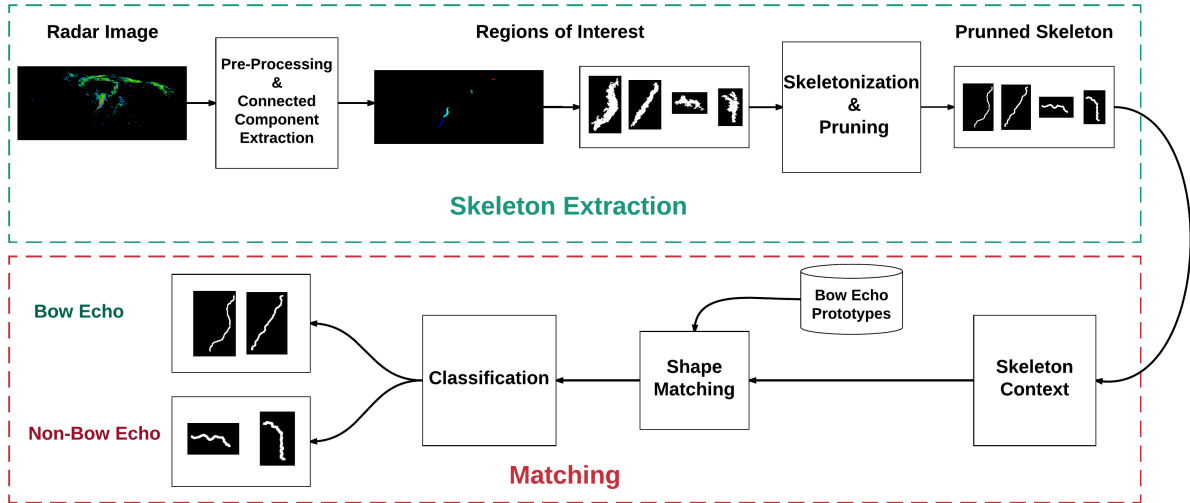 Radar Image
Pre-Processing
&
Connected
Component
Extraction
Regions of Interest
Skeletonization
&
Pruning
Prunned Skeleton
Skeleton Extraction
Bow Echo
Non-Bow Echo
Classification
Shape
Matching
Bow Echo
Prototypes
Skeleton
Context
Matching